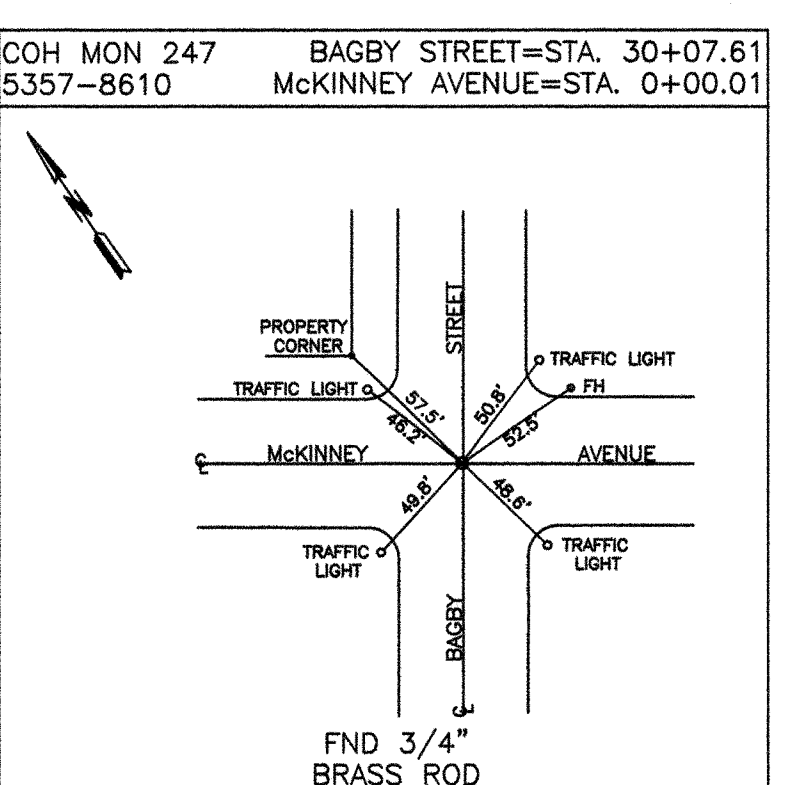 COH MON 247 BAGBY STREET=STA. 30+07.61
5357-8610 McKINNEY AVENUE=STA. 0+00.01
N
STREET
PROPERTY
CORNER
TRAFFIC LIGHT
TRAFFIC LIGHT
FH
57.5'
46.2'
50.8'
52.5'
℄ McKINNEY AVENUE
49.8'
48.6'
TRAFFIC
LIGHT
TRAFFIC
LIGHT
BAGBY
℄
FND 3/4"
BRASS ROD